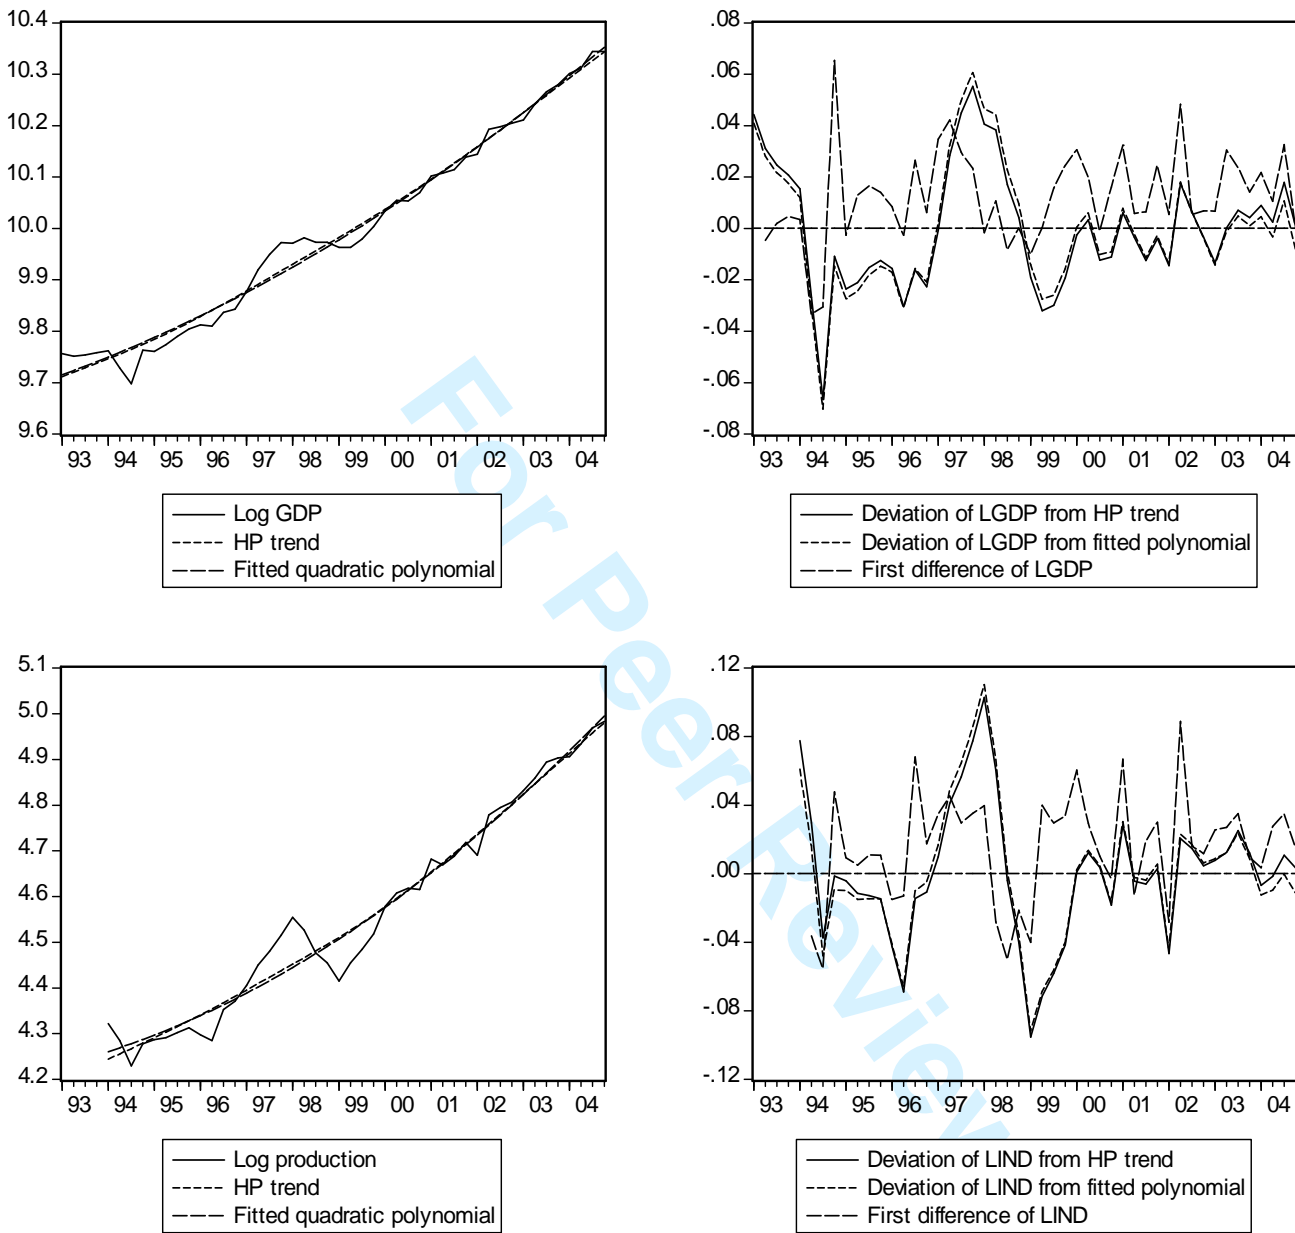 10.4
10.3
10.2
10.1
10.0
9.9
9.8
9.7
9.6
93 94 95 96 97 98 99 00 01 02 03 04
Log GDP
HP trend
Fitted quadratic polynomial
.08
.06
.04
.02
.00
-.02
-.04
-.06
-.08
93 94 95 96 97 98 99 00 01 02 03 04
Deviation of LGDP from HP trend
Deviation of LGDP from fitted polynomial
First difference of LGDP
5.1
5.0
4.9
4.8
4.7
4.6
4.5
4.4
4.3
4.2
93 94 95 96 97 98 99 00 01 02 03 04
Log production
HP trend
Fitted quadratic polynomial
.12
.08
.04
.00
-.04
-.08
-.12
93 94 95 96 97 98 99 00 01 02 03 04
Deviation of LIND from HP trend
Deviation of LIND from fitted polynomial
First difference of LIND
For Peer Review